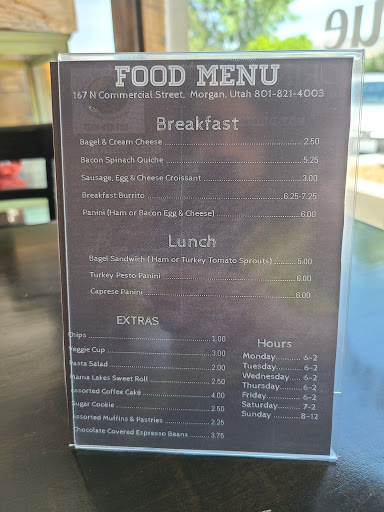 ue
FOOD MENU
167 N Commercial Street, Morgan, Utah 801-821-4003
Breakfast
Bagel & Cream Cheese 2.50
Bacon Spinach Quiche 5.25
Sausage, Egg & Cheese Croissant 3.00
Breakfast Burrito 6.25-7.25
Panini (Ham or Bacon Egg & Cheese) 6.00
Lunch
Bagel Sandwich (Ham or Turkey Tomato Sprouts) 5.00
Turkey Pesto Panini 6.00
Caprese Panini 6.00
EXTRAS
Chips 1.00
Veggie Cup 3.00
Pasta Salad 2.00
Mama Lakes Sweet Roll 2.50
Assorted Coffee Cake 4.00
Sugar Cookie 2.50
Assorted Muffins & Pastries 2.25
Chocolate Covered Espresso Beans 3.75
Hours
Monday 6-2
Tuesday 6-2
Wednesday 6-2
Thursday 6-2
Friday 6-2
Saturday 7-2
Sunday 8-12